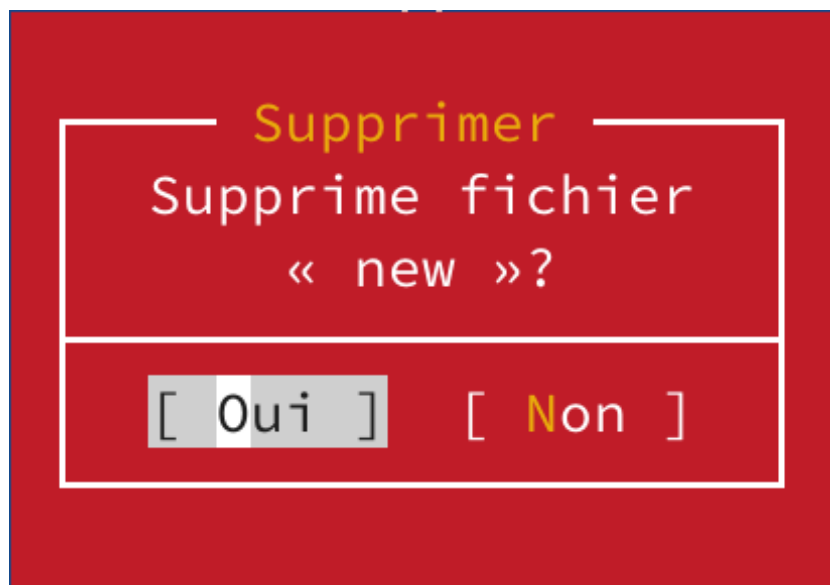 Supprimer
Supprime fichier
« new »?
[ Oui ] [ Non ]